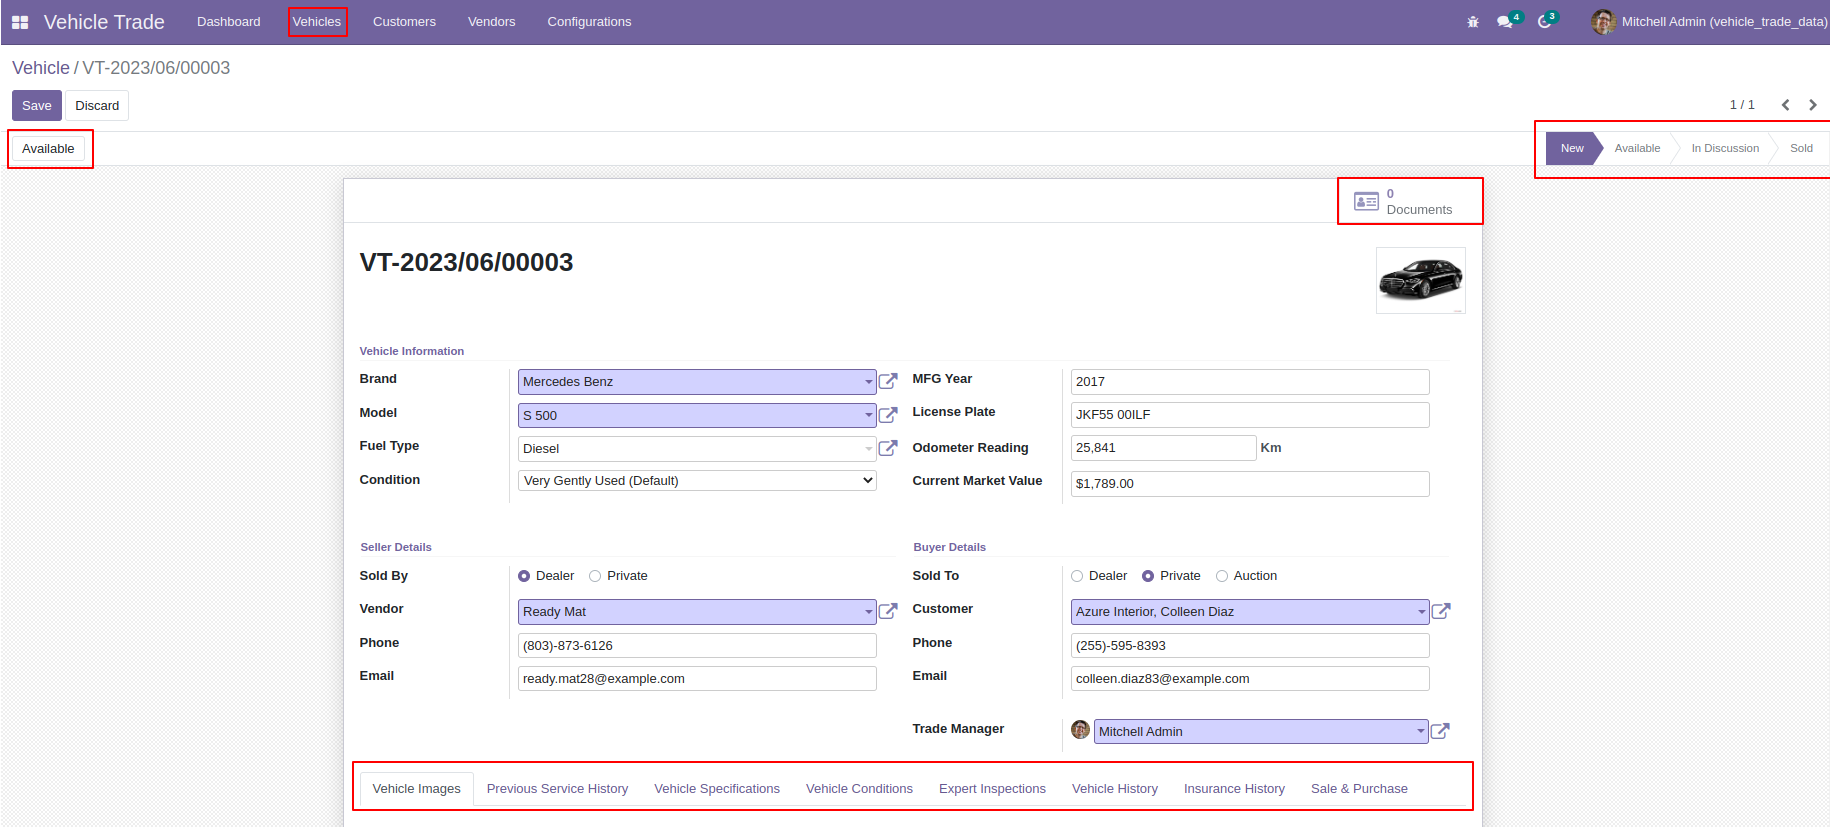 Vehicle Trade Dashboard Vehicles Customers Vendors Configurations 4 3 Mitchell Admin (vehicle_trade_data)
Vehicle / VT-2023/06/00003
Save Discard 1 / 1
Available New Available In Discussion Sold
0
Documents
VT-2023/06/00003
Vehicle Information
Brand Mercedes Benz MFG Year 2017
Model S 500 License Plate JKF55 00ILF
Fuel Type Diesel Odometer Reading 25,841 Km
Condition Very Gently Used (Default) Current Market Value $1,789.00
Seller Details Buyer Details
Sold By Dealer Private Sold To Dealer Private Auction
Vendor Ready Mat Customer Azure Interior, Colleen Diaz
Phone (803)-873-6126 Phone (255)-595-8393
Email ready.mat28@example.com Email colleen.diaz83@example.com
Trade Manager Mitchell Admin
Vehicle Images Previous Service History Vehicle Specifications Vehicle Conditions Expert Inspections Vehicle History Insurance History Sale & Purchase